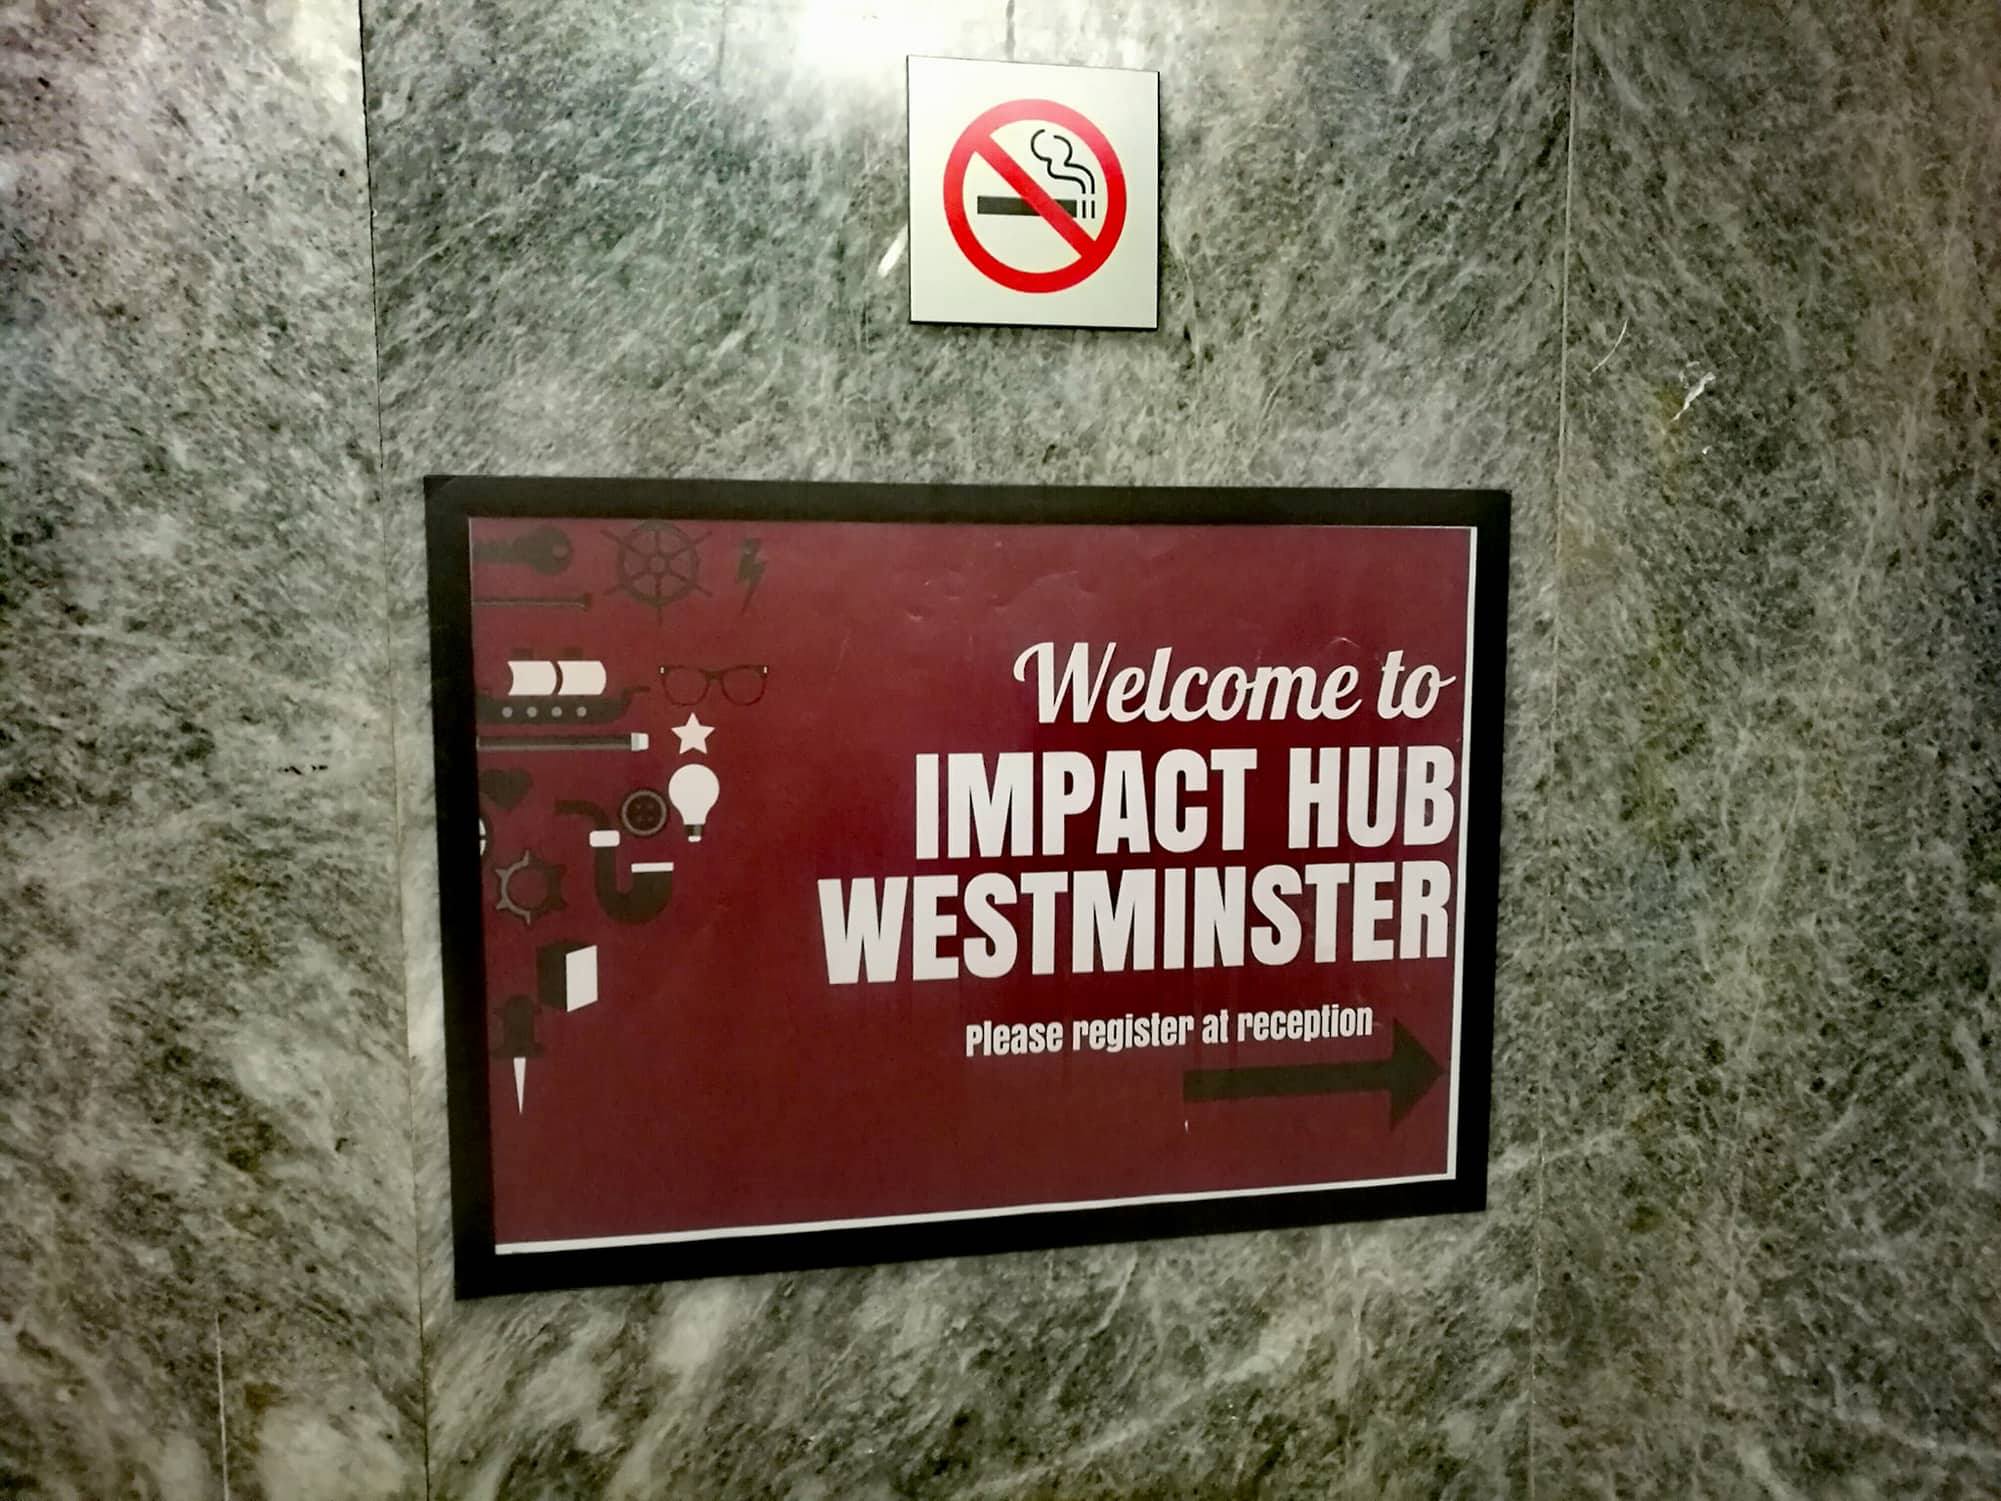 Welcome to
IMPACT HUB
WESTMINSTER
Please register at reception